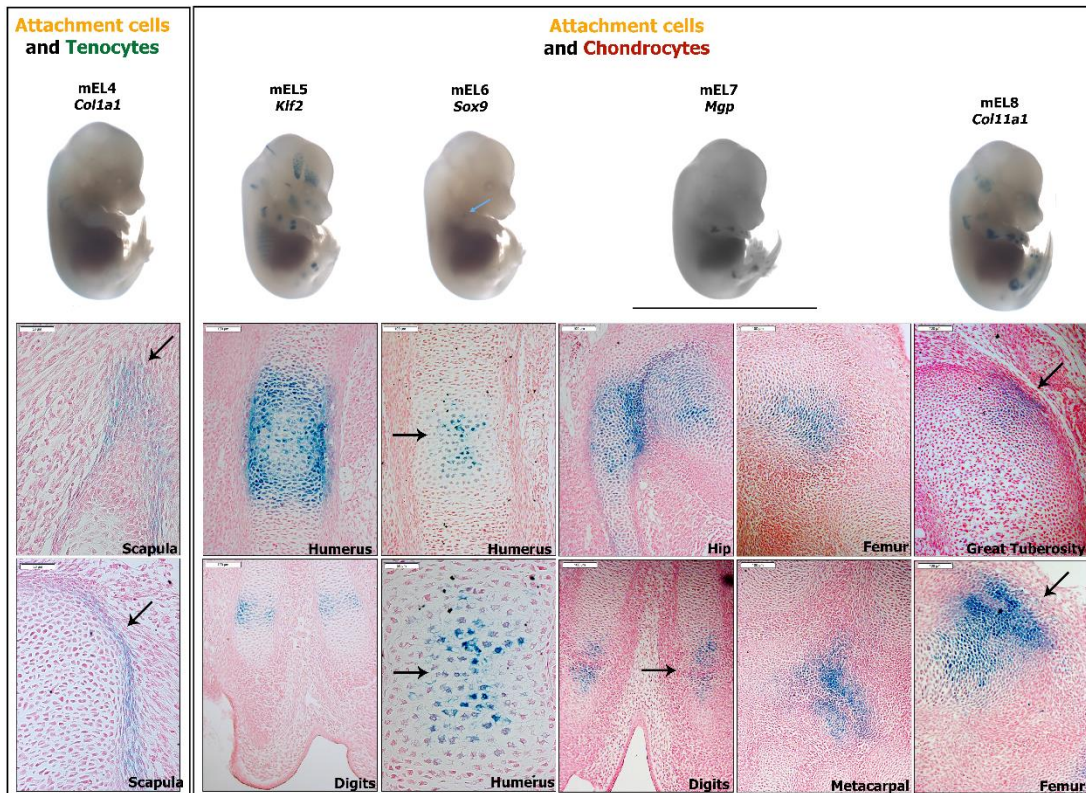 Attachment cells
and Tenocytes
Attachment cells
and Chondrocytes
mEL4
Col1a1
mEL5
Klf2
mEL6
Sox9
mEL7
Mgp
mEL8
Col11a1
Scapula
Humerus
Humerus
Hip
Femur
Great Tuberosity
Scapula
Digits
Humerus
Digits
Metacarpal
Femur